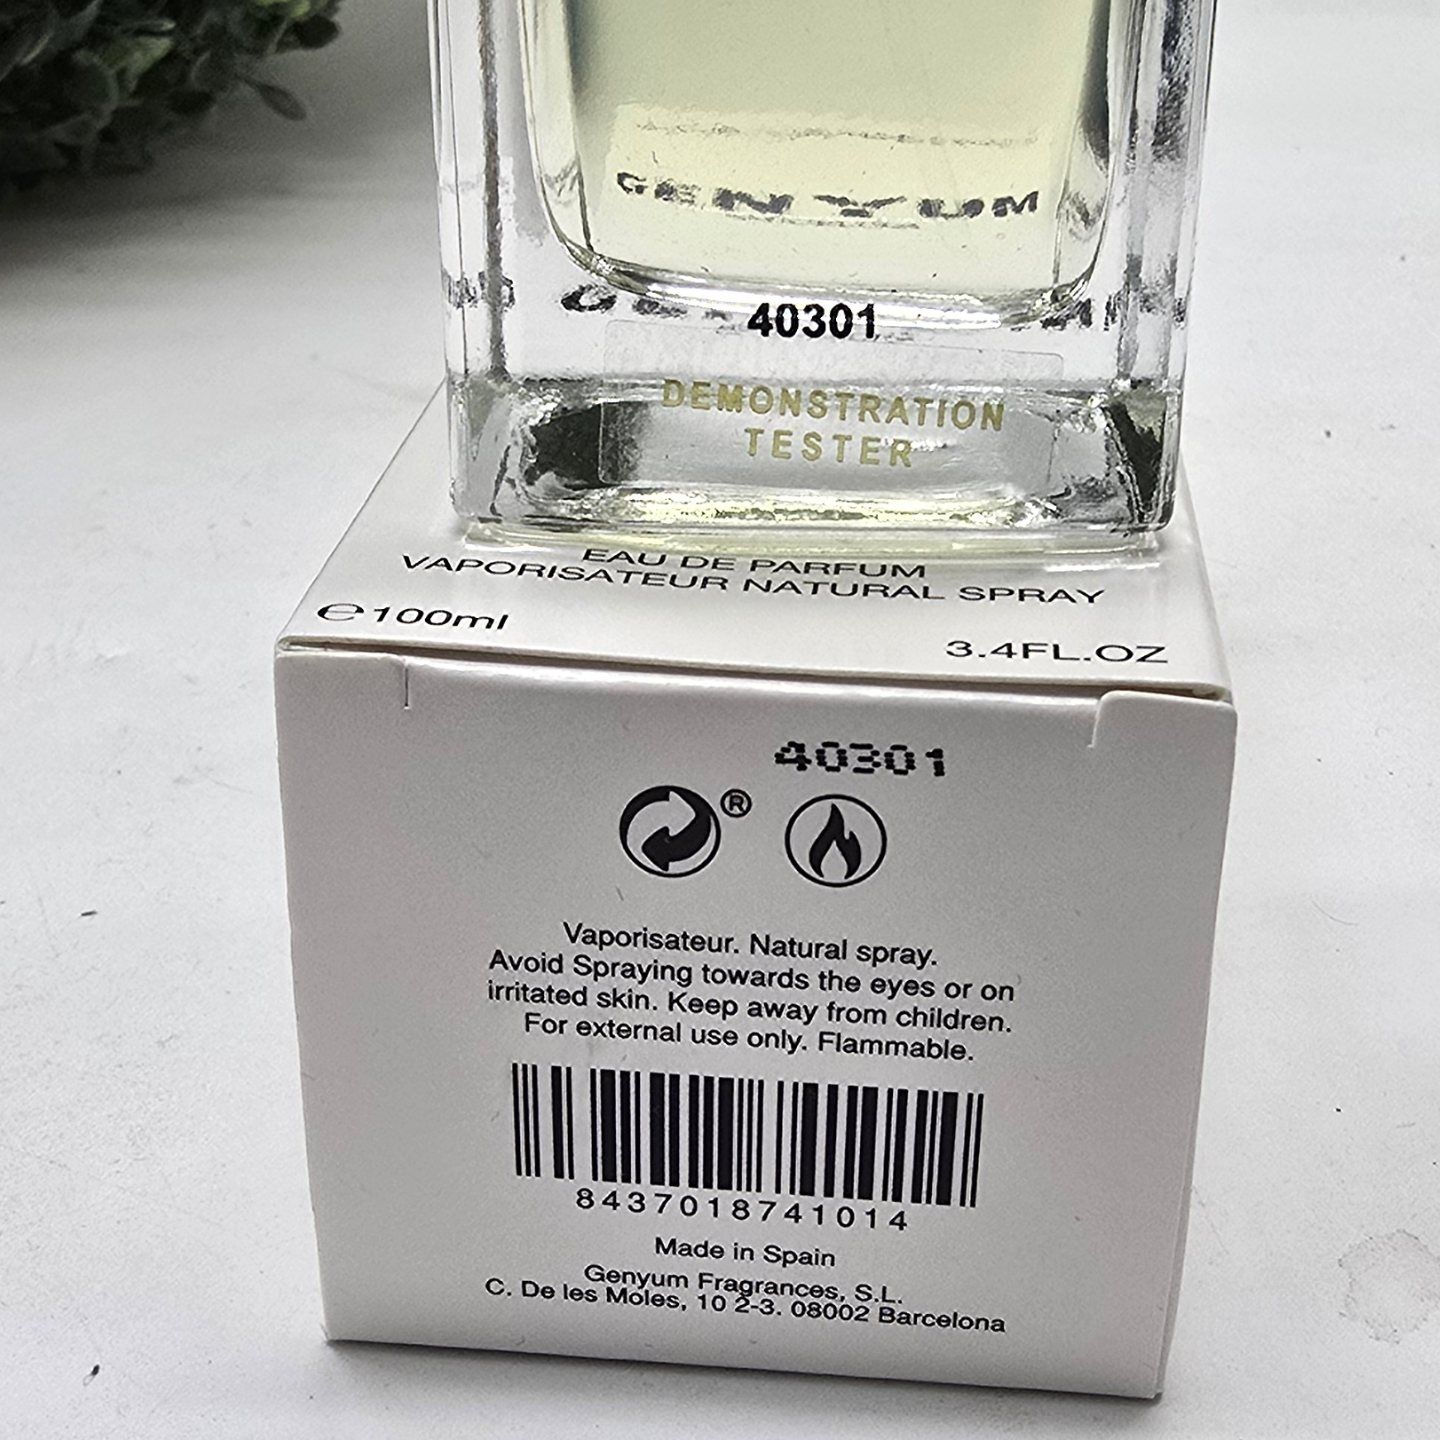 GENYUM
40301
DEMONSTRATION
TESTER
EAU DE PARFUM
VAPORISATEUR NATURAL SPRAY
℮100ml 3.4FL.OZ
40301
®
Vaporisateur. Natural spray.
Avoid Spraying towards the eyes or on
irritated skin. Keep away from children.
For external use only. Flammable.
8437018741014
Made in Spain
Genyum Fragrances, S.L.
C. De les Moles, 10 2-3. 08002 Barcelona